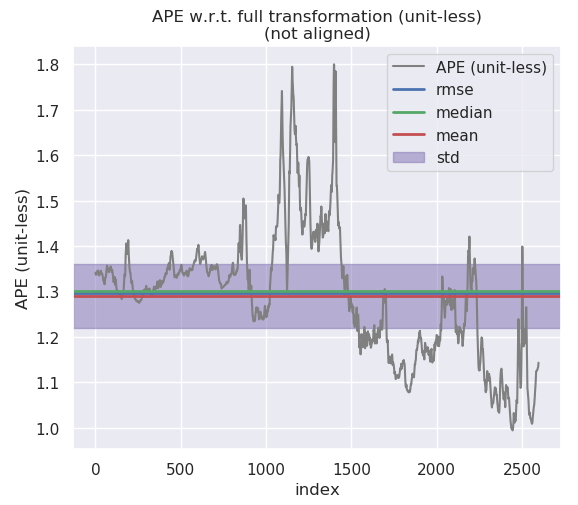 APE w.r.t. full transformation (unit-less)
(not aligned)
APE (unit-less)
rmse
median
mean
std
1.8
1.7
1.6
1.5
1.4
1.3
1.2
1.1
1.0
APE (unit-less)
0 500 1000 1500 2000 2500
index